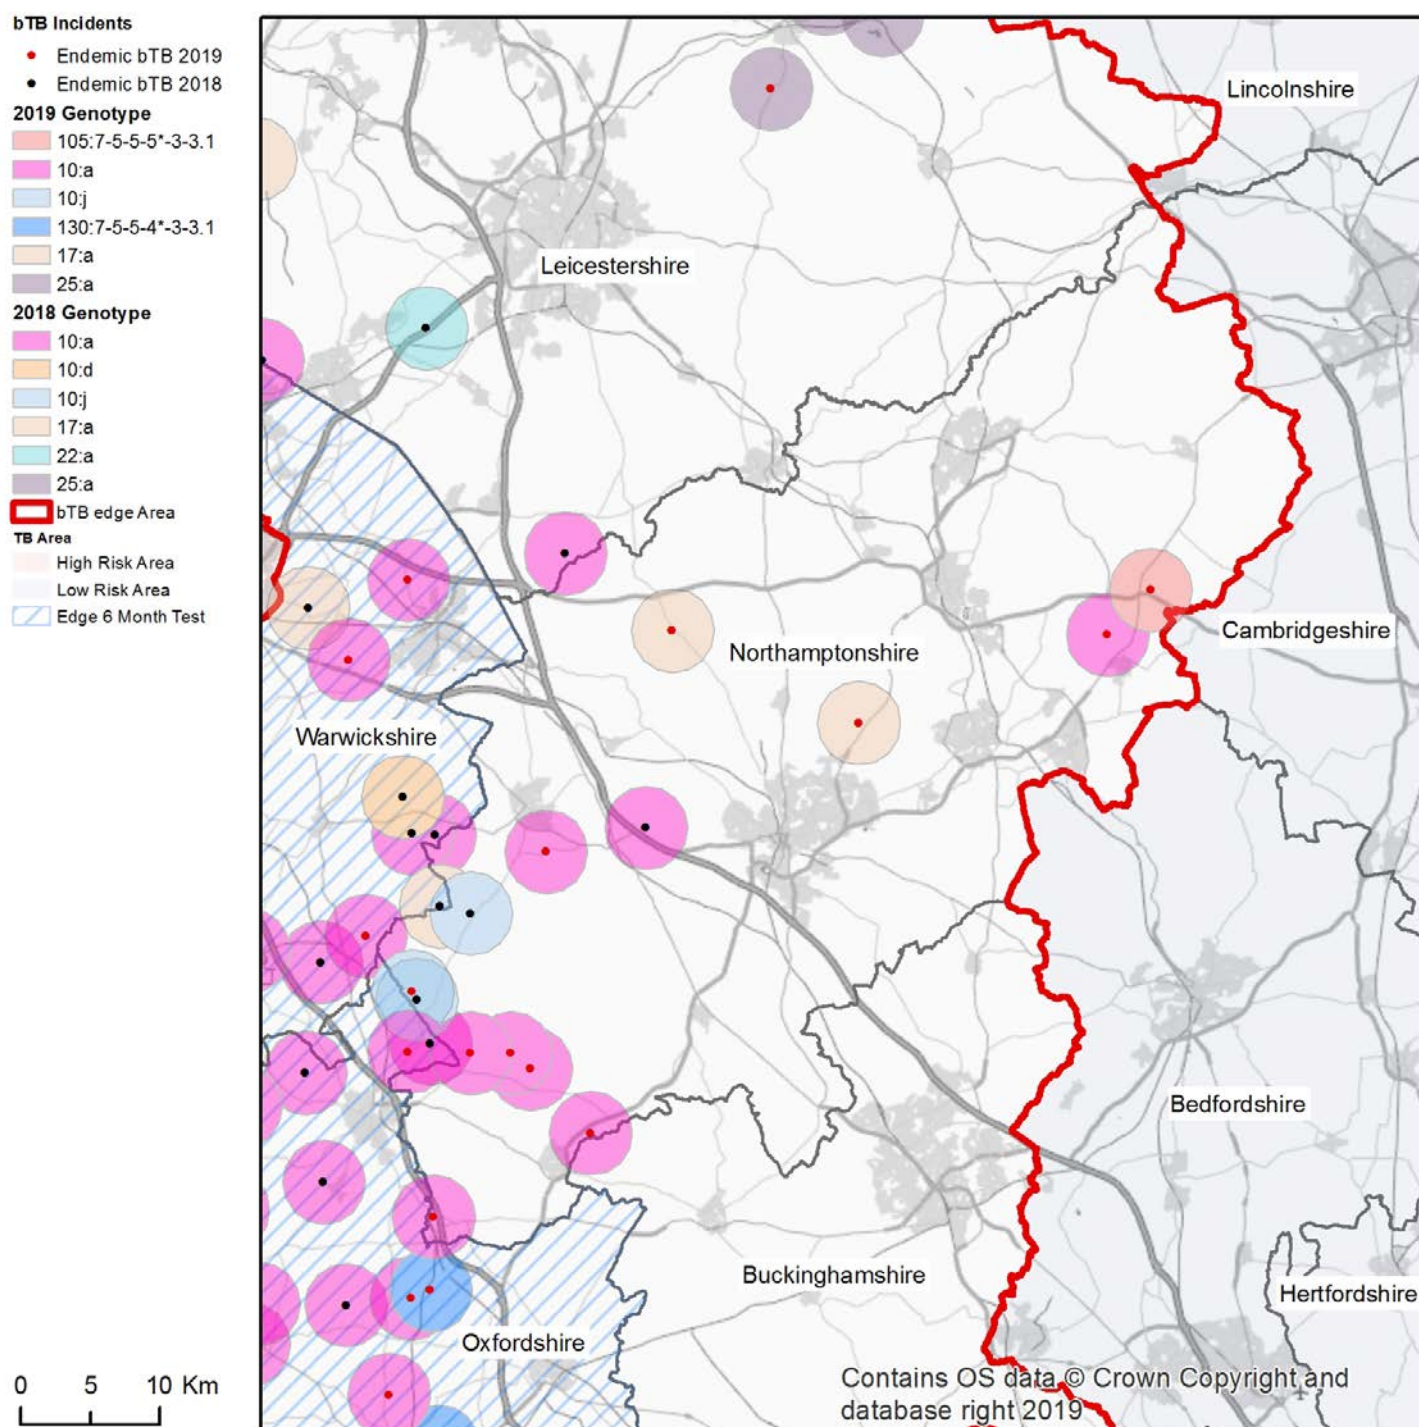 bTB Incidents
Endemic bTB 2019
Endemic bTB 2018
2019 Genotype
105:7-5-5-5*-3-3.1
10:a
10:j
130:7-5-5-4*-3-3.1
17:a
25:a
2018 Genotype
10:a
10:d
10:j
17:a
22:a
25:a
bTB edge Area
TB Area
High Risk Area
Low Risk Area
Edge 6 Month Test
0 5 10 Km
Lincolnshire
Leicestershire
Cambridgeshire
Northamptonshire
Warwickshire
Bedfordshire
Buckinghamshire
Hertfordshire
Oxfordshire
Contains OS data © Crown Copyright and
database right 2019